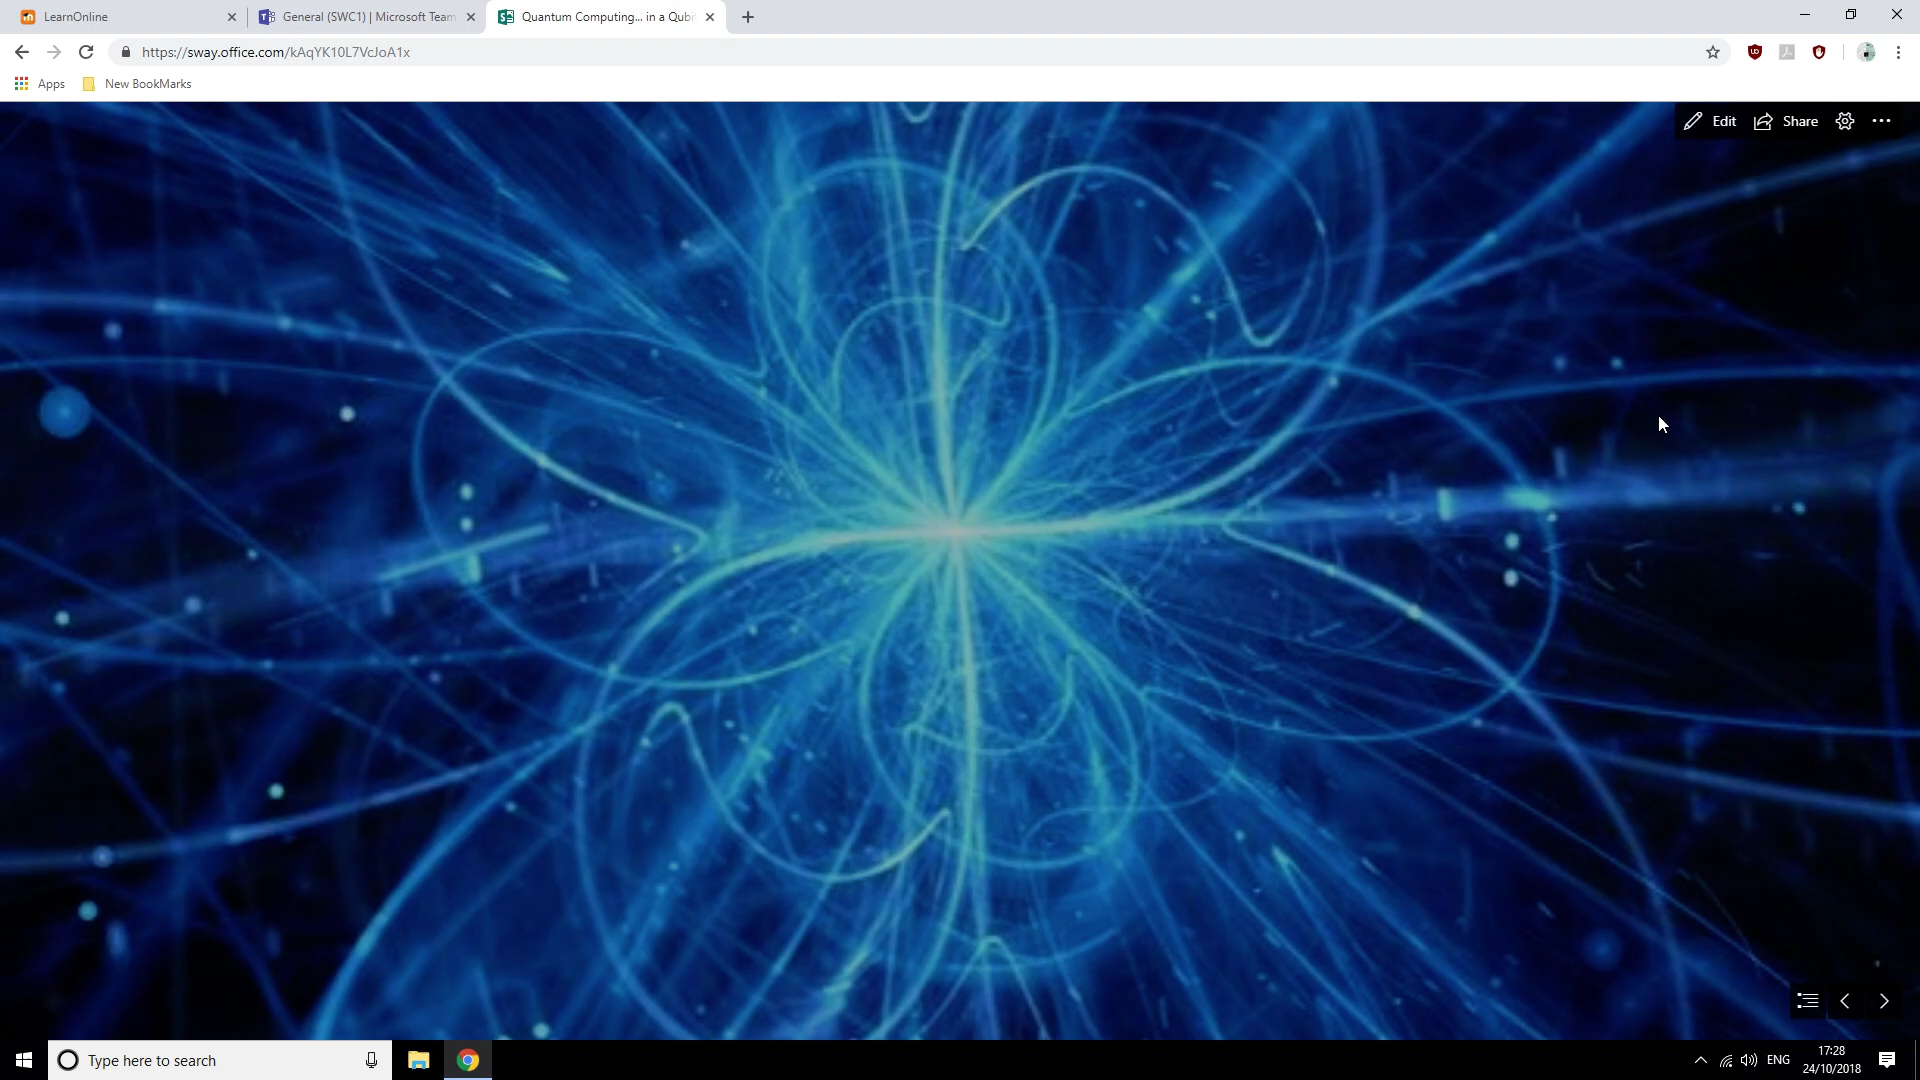 LearnOnline
General (SWC1) | Microsoft Team
Quantum Computing... in a Qubi
https://sway.office.com/kAqYK10L7VcJoA1x
Apps
New BookMarks
Edit
Share
Type here to search
ENG
17:28
24/10/2018